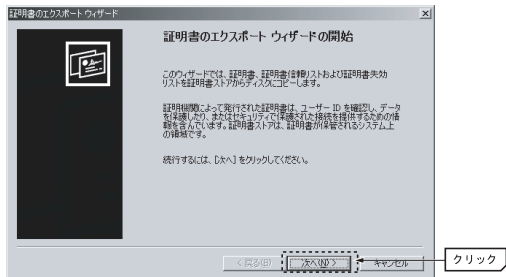 証明書のエクスポート ウィザード
証明書のエクスポート ウィザードの開始
このウィザードでは、証明書、証明書信頼リストおよび証明書失効
リストを証明書ストアからディスクにコピーします。
証明機関によって発行された証明書は、ユーザー ID を確認し、データ
を保護したり、またはセキュリティで保護された接続を提供するための情
報を含んでいます。証明書ストアは、証明書が保管されるシステム上
の領域です。
続行するには、[次へ] をクリックしてください。
< 戻る(B)
次へ(N) >
キャンセル
クリック